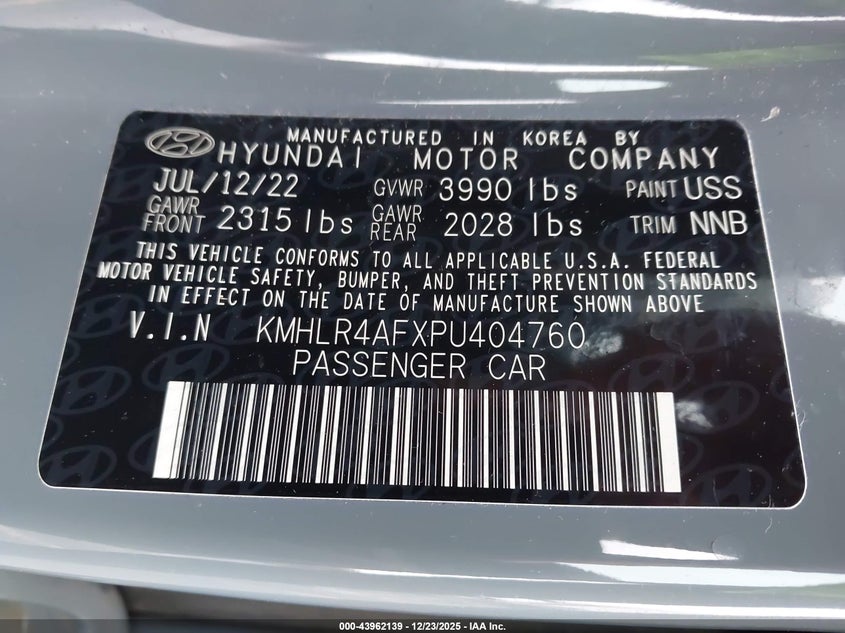 MANUFACTURED IN KOREA BY
HYUNDAI MOTOR COMPANY
JUL/12/22 GVWR 3990 lbs PAINT USS
GAWR FRONT 2315 lbs GAWR REAR 2028 lbs TRIM NNB
THIS VEHICLE CONFORMS TO ALL APPLICABLE U.S.A. FEDERAL
MOTOR VEHICLE SAFETY, BUMPER, AND THEFT PREVENTION STANDARDS
IN EFFECT ON THE DATE OF MANUFACTURE SHOWN ABOVE
V.I.N KMHLR4AFXPU404760
PASSENGER CAR
000-43962139 - 12/23/2025 - IAA Inc.